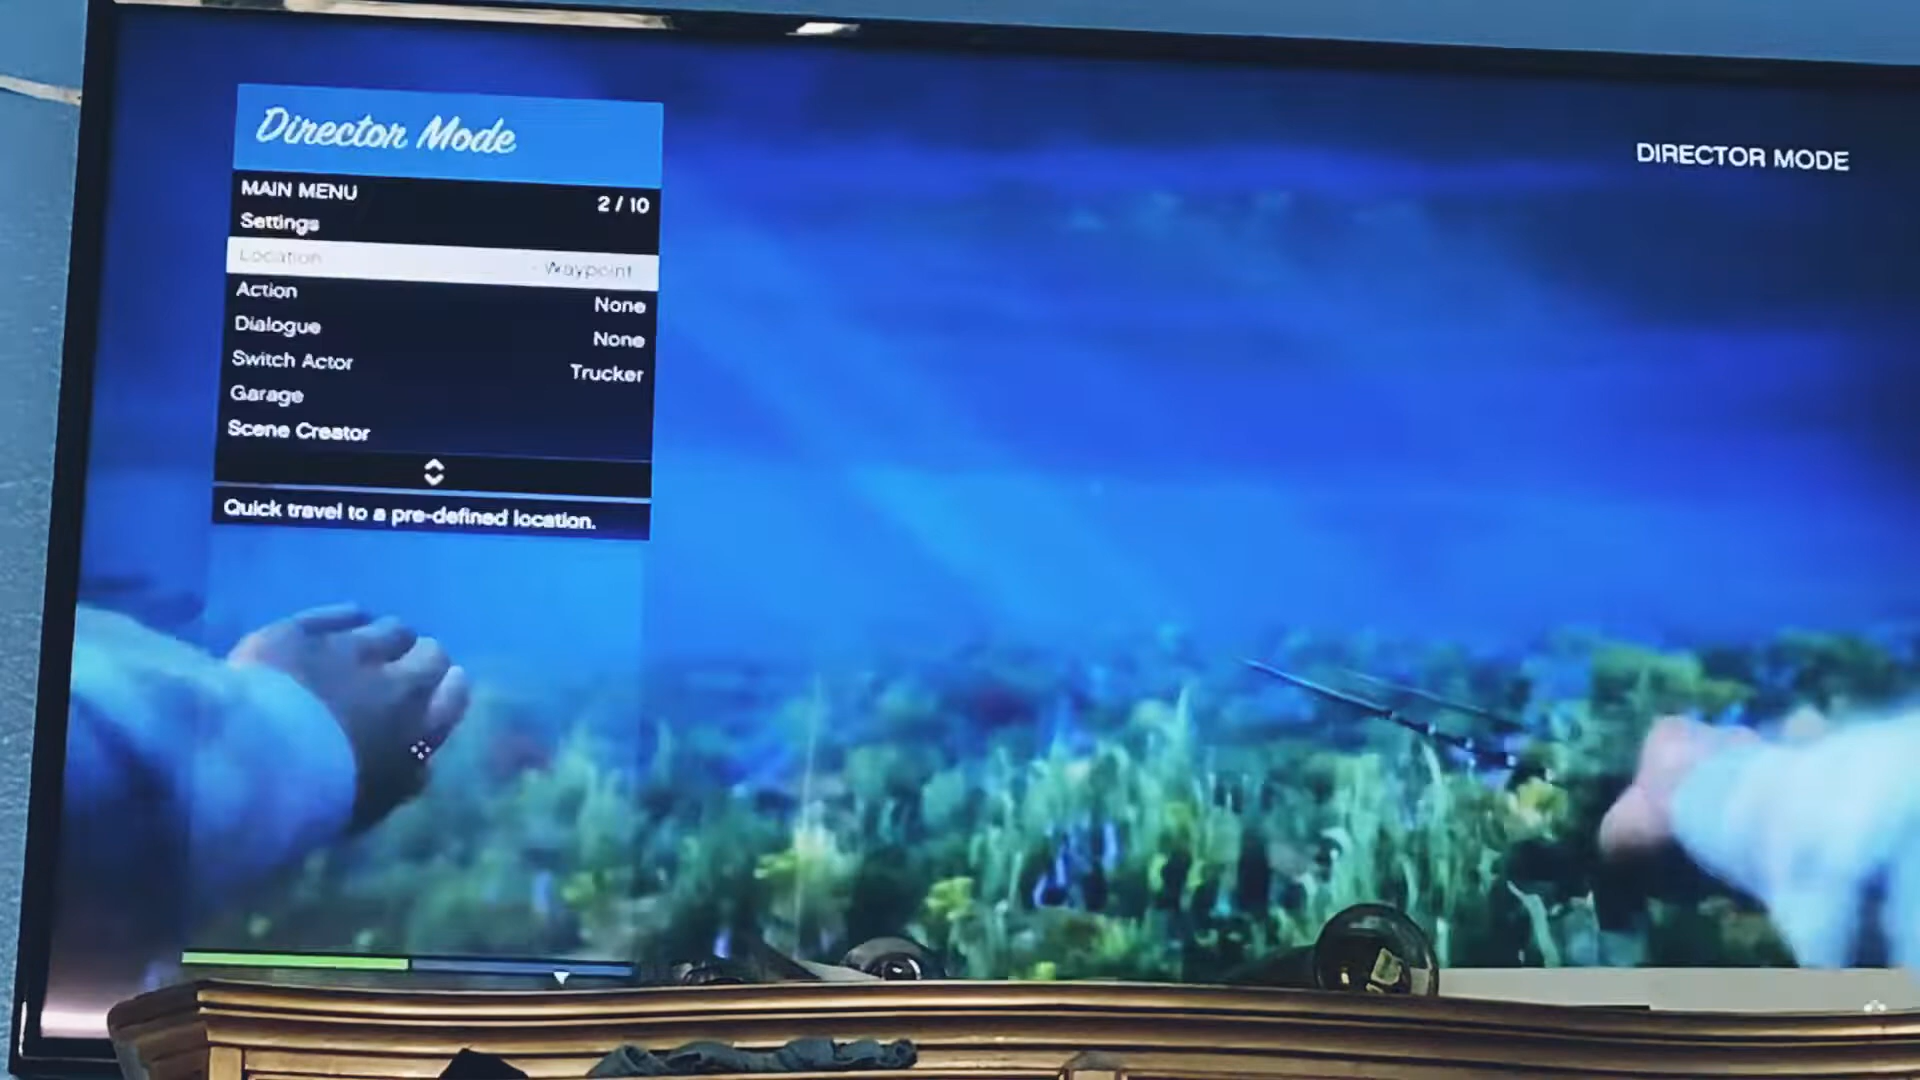 Director Mode
DIRECTOR MODE
MAIN MENU 2 / 10
Settings
Location Waypoint
Action None
Dialogue None
Switch Actor Trucker
Garage
Scene Creator
Quick travel to a pre-defined location.